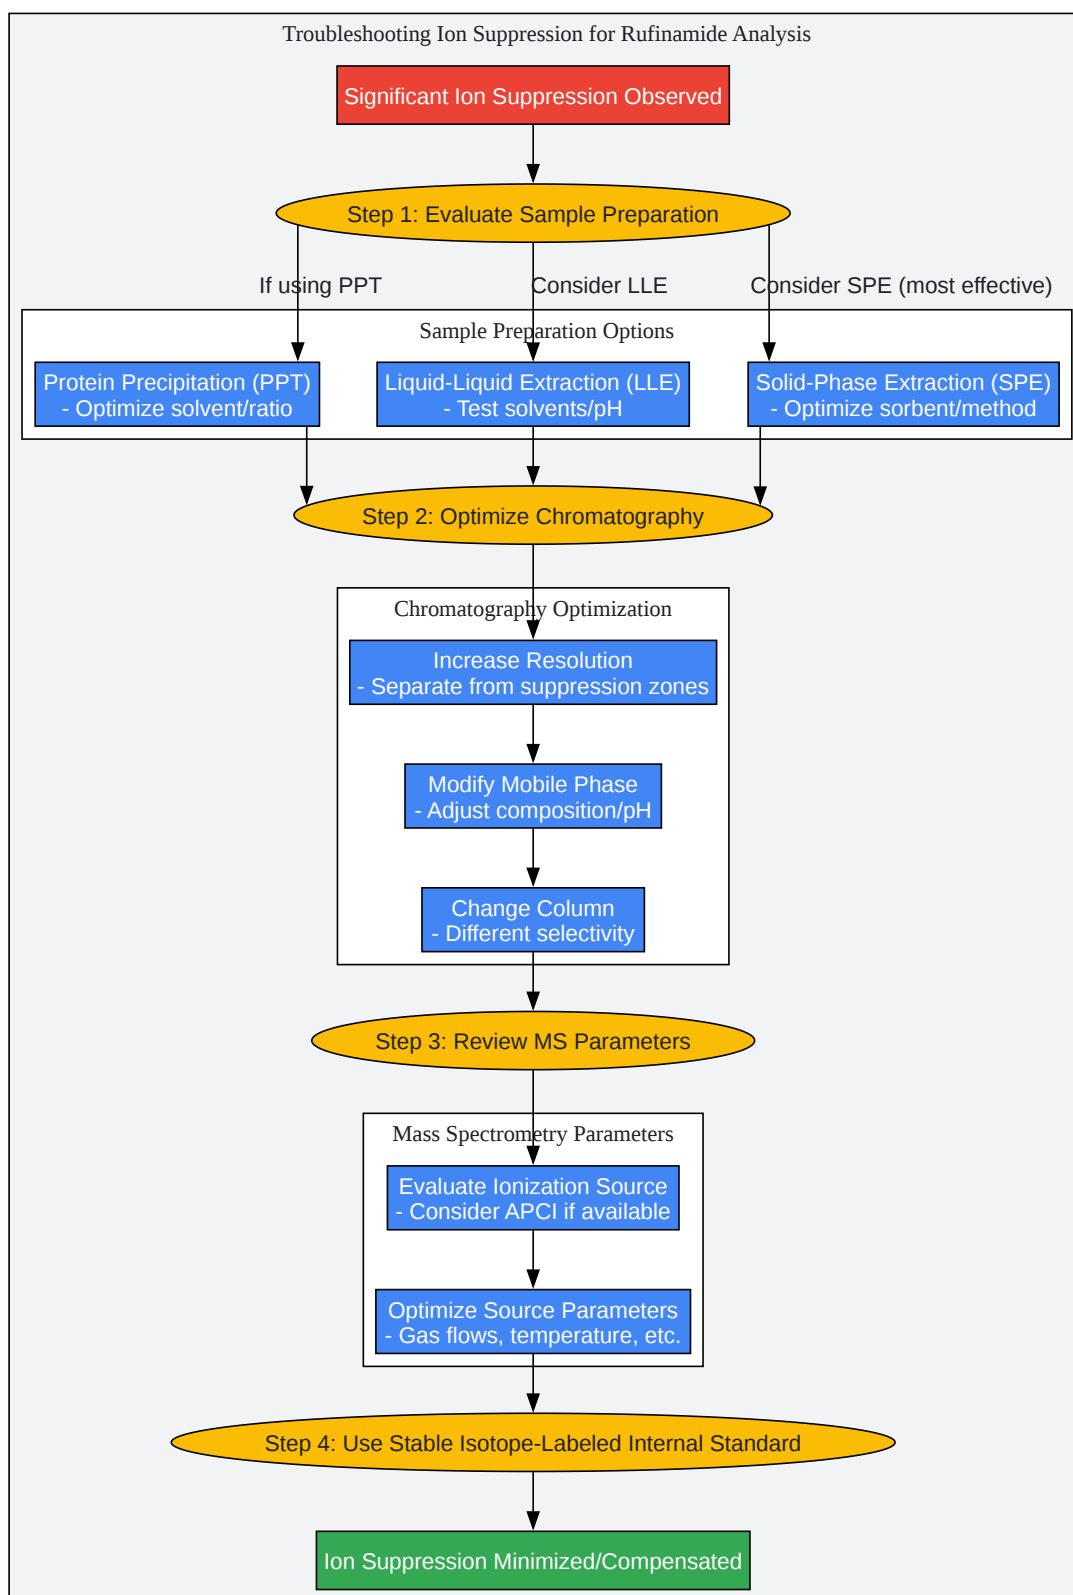 Troubleshooting Ion Suppression for Rufinamide Analysis
Significant Ion Suppression Observed
Step 1: Evaluate Sample Preparation
If using PPT
Consider LLE
Consider SPE (most effective)
Sample Preparation Options
Protein Precipitation (PPT)
- Optimize solvent/ratio
Liquid-Liquid Extraction (LLE)
- Test solvents/pH
Solid-Phase Extraction (SPE)
- Optimize sorbent/method
Step 2: Optimize Chromatography
Chromatography Optimization
Increase Resolution
- Separate from suppression zones
Modify Mobile Phase
- Adjust composition/pH
Change Column
- Different selectivity
Step 3: Review MS Parameters
Mass Spectrometry Parameters
Evaluate Ionization Source
- Consider APCI if available
Optimize Source Parameters
- Gas flows, temperature, etc.
Step 4: Use Stable Isotope-Labeled Internal Standard
Ion Suppression Minimized/Compensated